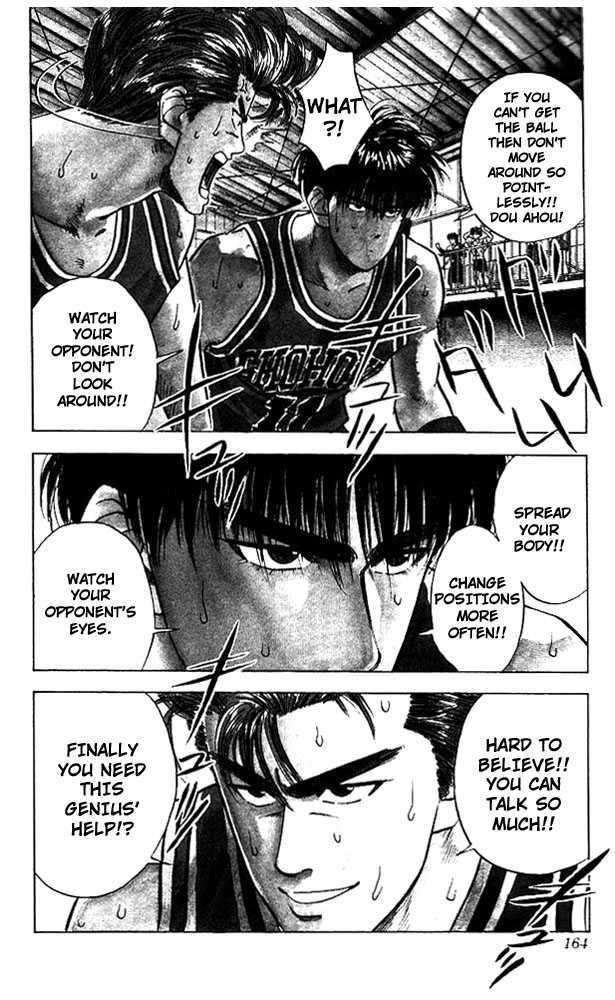 IF YOU
CAN'T GET
THE BALL
THEN DON'T
MOVE
AROUND SO
POINT-
LESSLY!!
DOU AHOU!
WHAT
?!
WATCH
YOUR
OPPONENT!
DON'T
LOOK
AROUND!!
SHOHOKU
11
SPREAD
YOUR
BODY!!
CHANGE
POSITIONS
MORE
OFTEN!!
WATCH
YOUR
OPPONENT'S
EYES.
HARD TO
BELIEVE!!
YOU CAN
TALK SO
MUCH!!
FINALLY
YOU NEED
THIS
GENIUS'
HELP!?
164